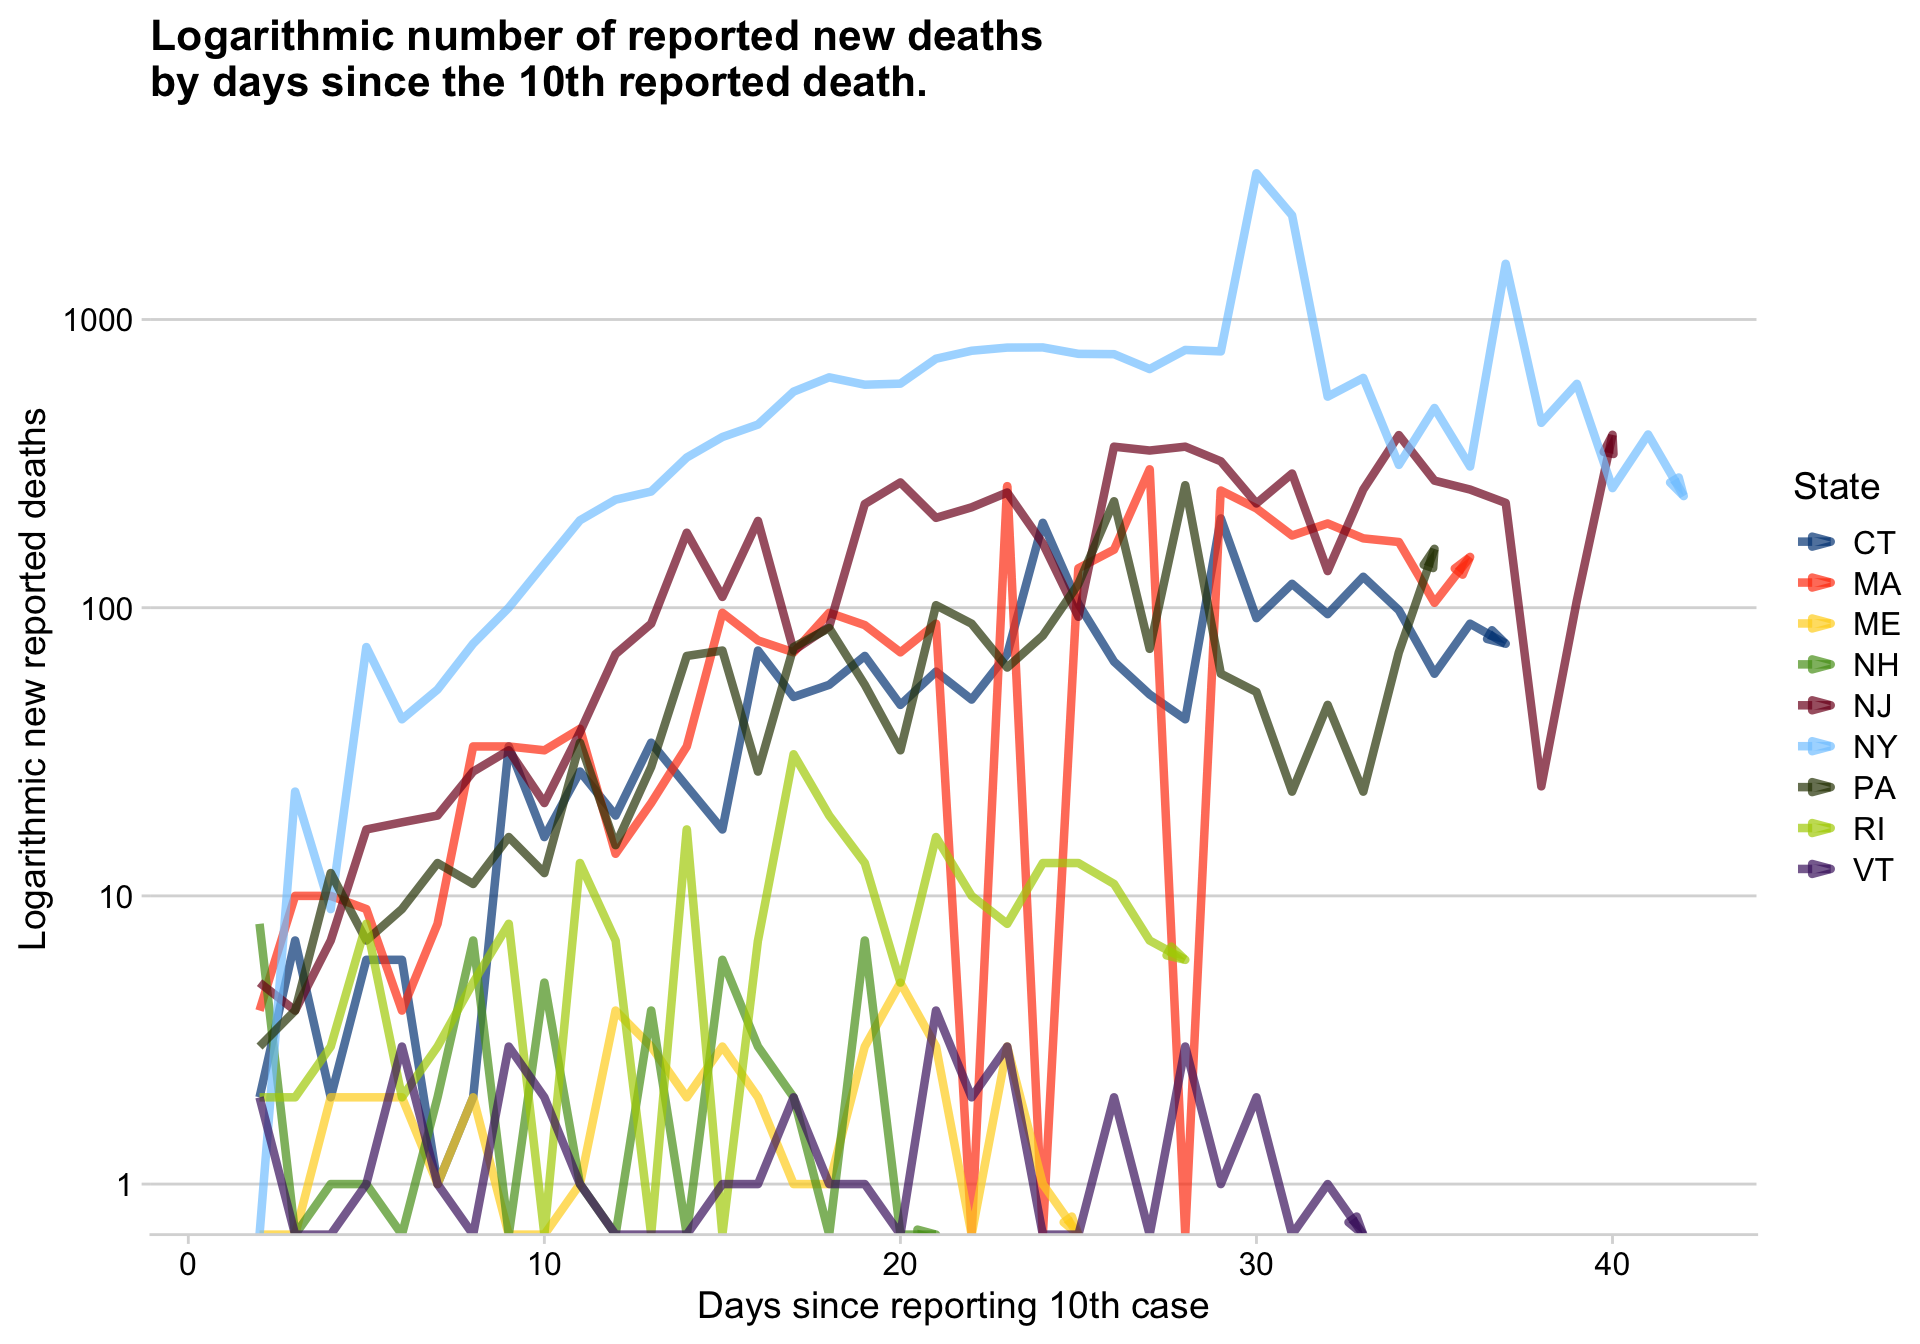 Logarithmic number of reported new deaths
by days since the 10th reported death.
Logarithmic new reported deaths
1000
100
10
1
0
10
20
30
40
Days since reporting 10th case
State
CT
MA
ME
NH
NJ
NY
PA
RI
VT